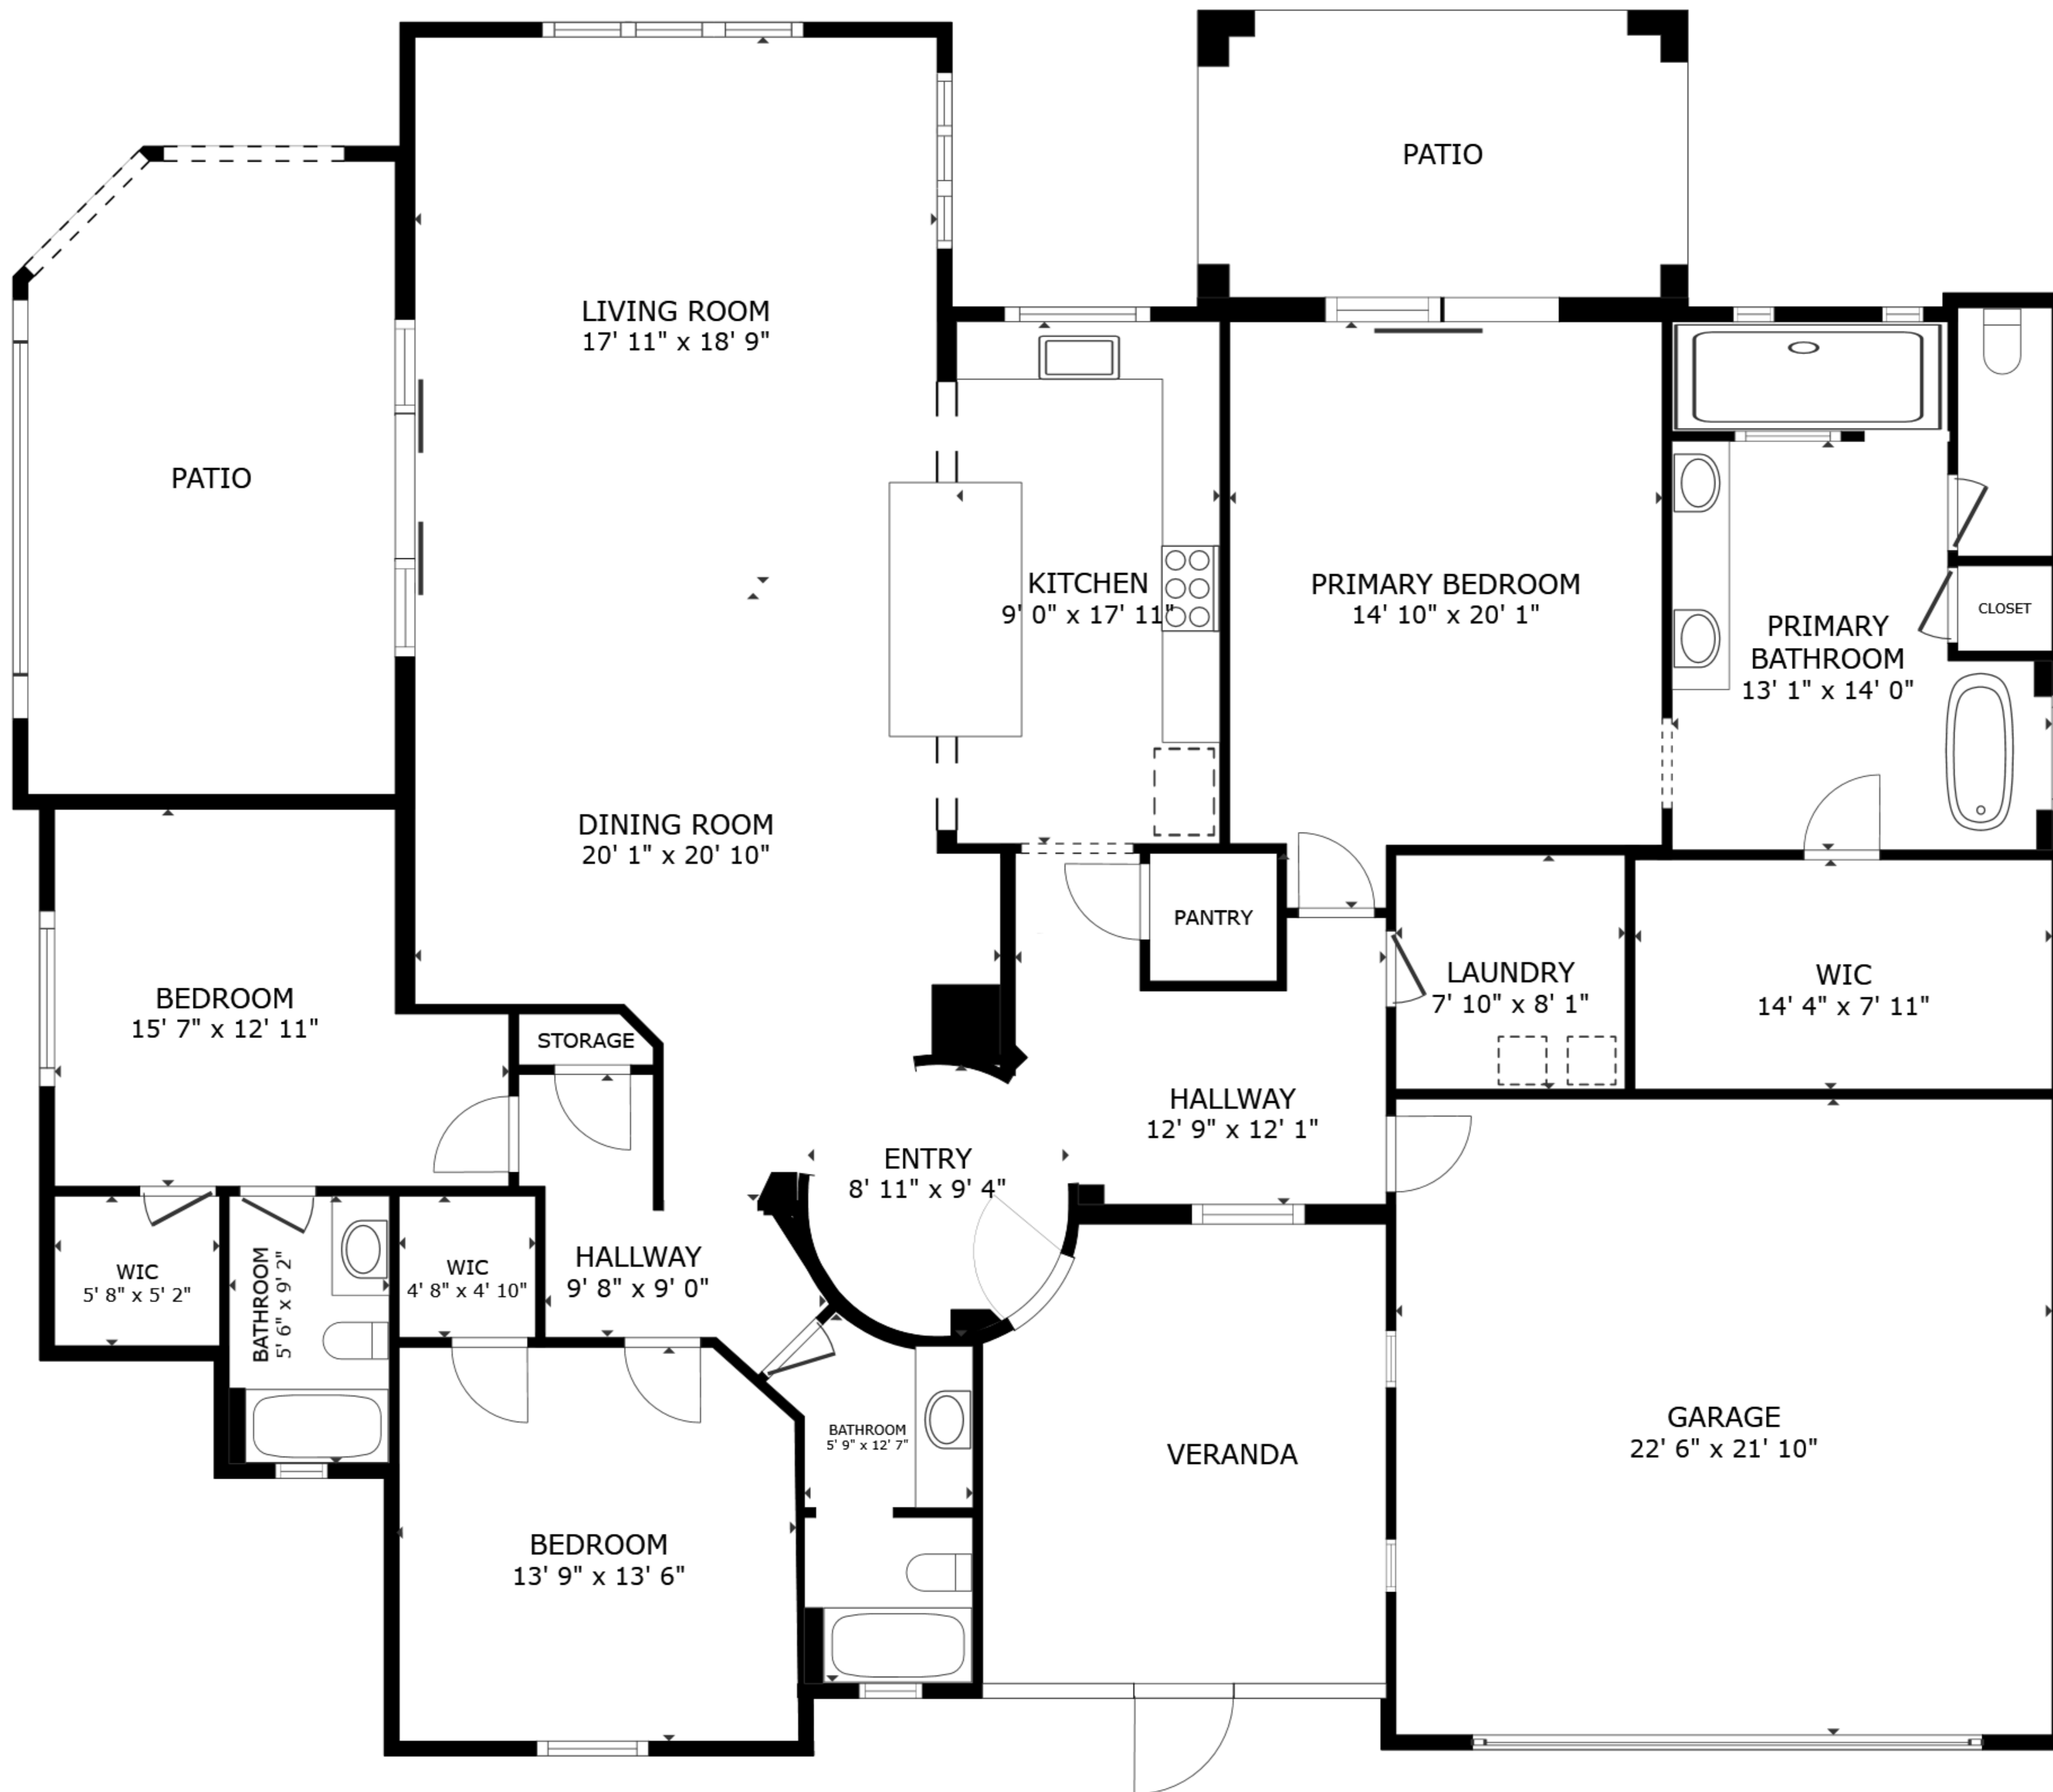 PATIO
LIVING ROOM
17' 11" x 18' 9"
PATIO
KITCHEN
9' 0" x 17' 11"
PRIMARY BEDROOM
14' 10" x 20' 1"
CLOSET
PRIMARY
BATHROOM
13' 1" x 14' 0"
DINING ROOM
20' 1" x 20' 10"
PANTRY
BEDROOM
15' 7" x 12' 11"
LAUNDRY
7' 10" x 8' 1"
WIC
14' 4" x 7' 11"
STORAGE
HALLWAY
12' 9" x 12' 1"
ENTRY
8' 11" x 9' 4"
WIC
5' 8" x 5' 2"
BATHROOM
5' 6" x 9' 2"
WIC
4' 8" x 4' 10"
HALLWAY
9' 8" x 9' 0"
BATHROOM
5' 9" x 12' 7"
VERANDA
GARAGE
22' 6" x 21' 10"
BEDROOM
13' 9" x 13' 6"